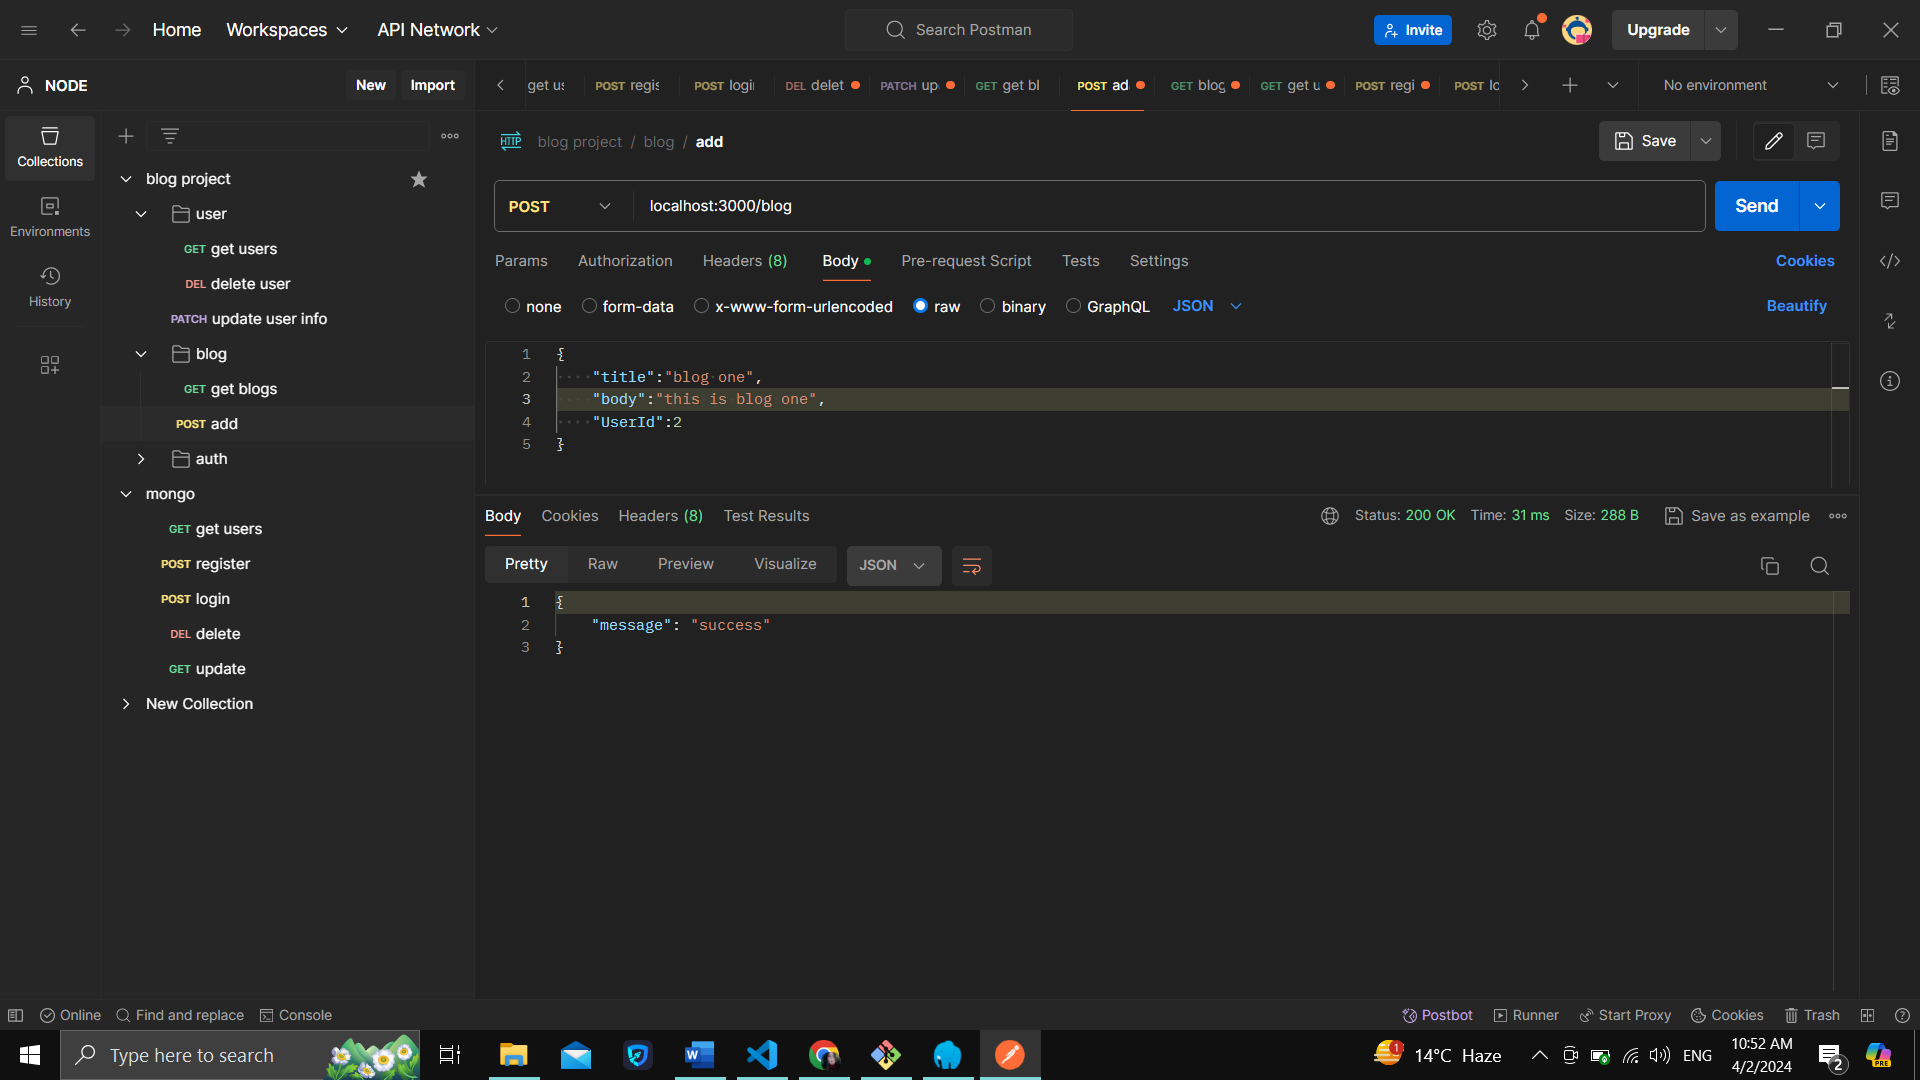 Home Workspaces API Network Search Postman Invite Upgrade
NODE New Import get us POST regis POST login DEL delet PATCH up GET get bl POST ad GET blog GET get u POST regi POST lo No environment
Collections
Environments
History
blog project
user
GET get users
DEL delete user
PATCH update user info
blog
GET get blogs
POST add
auth
mongo
GET get users
POST register
POST login
DEL delete
GET update
New Collection
HTTP blog project / blog / add Save
POST localhost:3000/blog Send
Params Authorization Headers (8) Body Pre-request Script Tests Settings Cookies
none form-data x-www-form-urlencoded raw binary GraphQL JSON Beautify
1 {
2 "title":"blog one",
3 "body":"this is blog one",
4 "UserId":2
5 }
Body Cookies Headers (8) Test Results Status: 200 OK Time: 31 ms Size: 288 B Save as example
Pretty Raw Preview Visualize JSON
1 {
2 "message": "success"
3 }
Online Find and replace Console Postbot Runner Start Proxy Cookies Trash
Type here to search 1 14°C Haze ENG 10:52 AM 2 PRE
4/2/2024